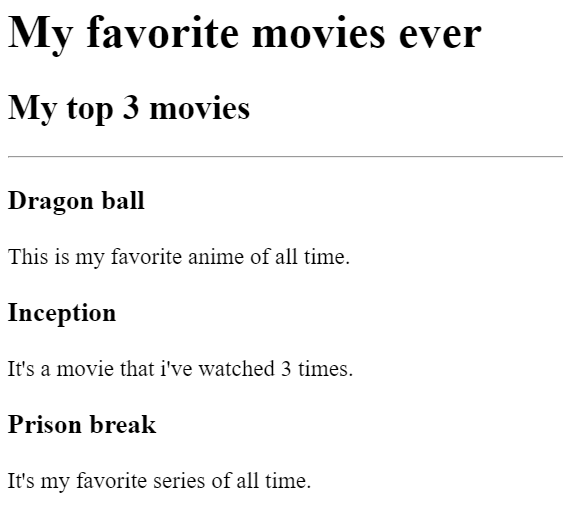 My favorite movies ever
My top 3 movies
Dragon ball
This is my favorite anime of all time.
Inception
It's a movie that i've watched 3 times.
Prison break
It's my favorite series of all time.